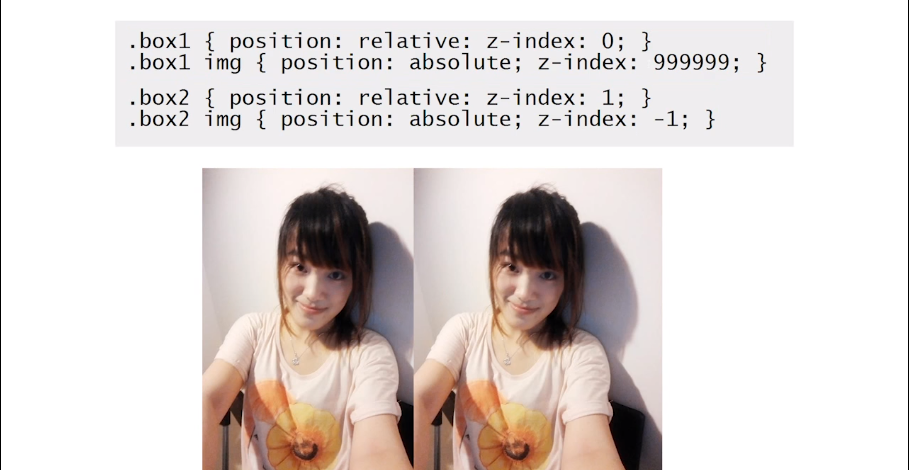 .box1 { position: relative: z-index: 0; }
.box1 img { position: absolute; z-index: 999999; }
.box2 { position: relative: z-index: 1; }
.box2 img { position: absolute; z-index: -1; }